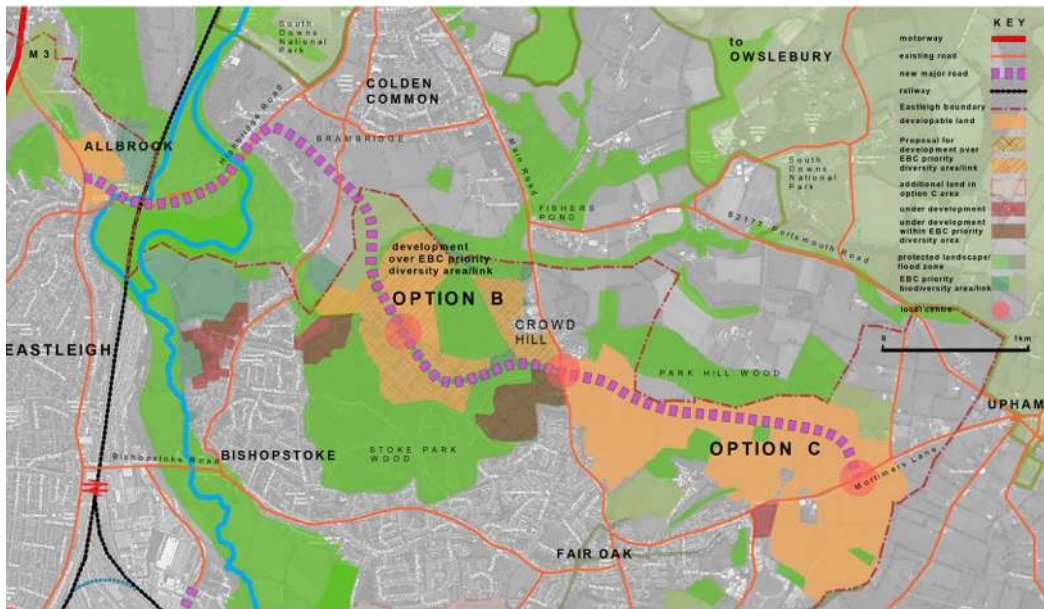 M3
South
Downs
National
Park
COLDEN
COMMON
to
OWSLEBURY
ALLBROOK
Highbridge Road
BRAMBRIDGE
Main Road
FISHERS
POND
South
Downs
National
Park
B2177 Portsmouth Road
development
over EBC priority
diversity area/link
OPTION B
CROWD
HILL
EASTLEIGH
PARK HILL WOOD
UPHAM
OPTION C
Mortimers Lane
STOKE PARK
WOOD
Bishopstoke Road
BISHOPSTOKE
FAIR OAK
KEY
motorway
existing road
new major road
railway
Eastleigh boundary
developable land
Proposal for
development over
EBC priority
diversity area/link
additional land in
option C area
under development
under development
within EBC priority
diversity area
protected landscape/
flood zone
EBC priority
biodiversity area/link
local centre
0 1km